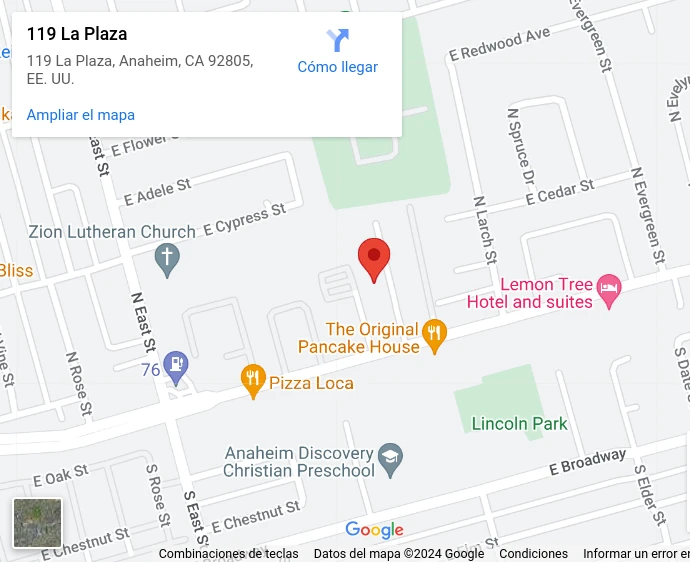 119 La Plaza
119 La Plaza, Anaheim, CA 92805,
EE. UU.
Cómo llegar
Ampliar el mapa
E Redwood Ave
Evergreen St
N Spruce Dr
N Evergreen St
E Flower
East St
E Adele St
E Cypress St
E Cedar St
N Larch St
Zion Lutheran Church
Bliss
N East St
Lemon Tree
Hotel and suites
The Original
Pancake House
Vine St
N Rose St
76
Pizza Loca
S Date S
Lincoln Park
Anaheim Discovery
Christian Preschool
E Broadway
E Oak St
S Rose St
S East St
S Elder St
E Chestnut St
E Chestnut St
Google
Combinaciones de teclas
Datos del mapa ©2024 Google
Condiciones
Informar un error en